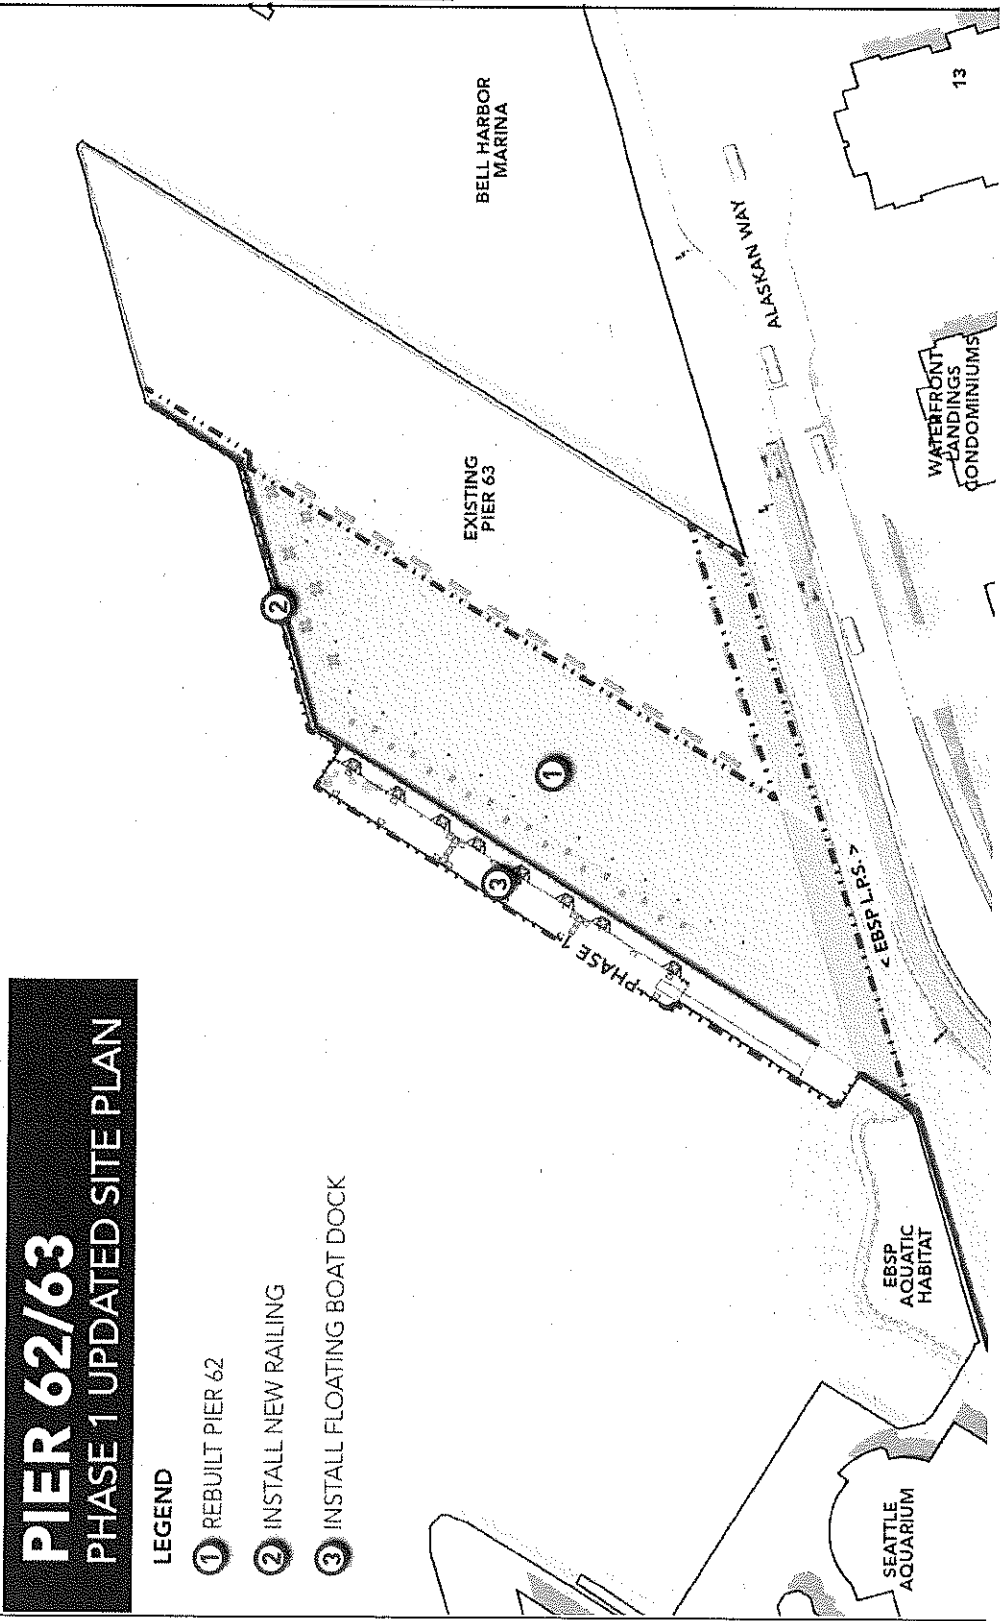 PIER 62/63
PHASE 1 UPDATED SITE PLAN
LEGEND
1 REBUILT PIER 62
2 INSTALL NEW RAILING
3 INSTALL FLOATING BOAT DOCK
2
3
1
PHASE 1
EXISTING
PIER 63
BELL HARBOR
MARINA
ALASKAN WAY
< EBSP L.P.S. >
EBSP
AQUATIC
HABITAT
SEATTLE
AQUARIUM
WATERFRONT
LANDINGS
CONDOMINIUMS
13